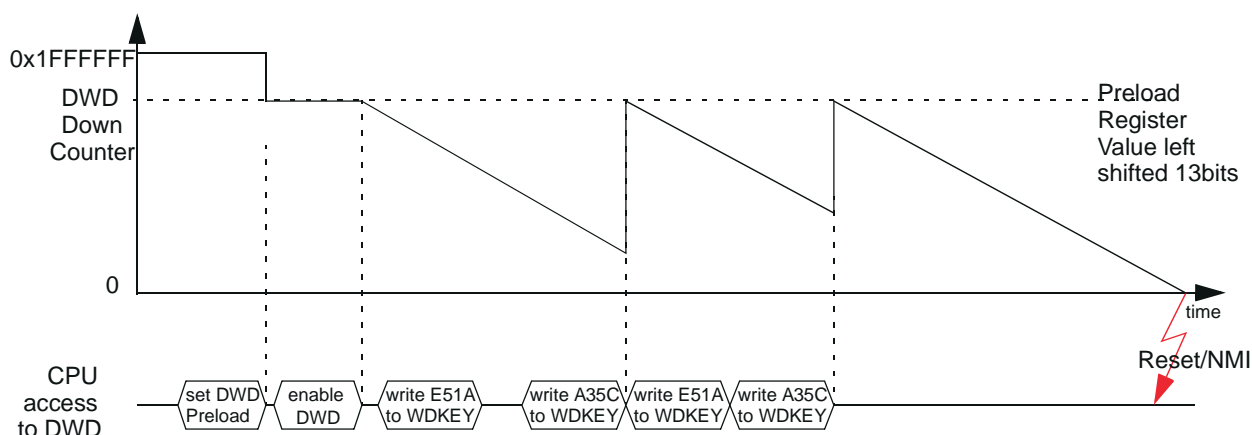 0x1FFFFFF
DWD
Down
Counter
Preload
Register
Value left
shifted 13bits
0
time
Reset/NMI
CPU
access
to DWD
set DWD
Preload
enable
DWD
write E51A
to WDKEY
write A35C
to WDKEY
write E51A
to WDKEY
write A35C
to WDKEY